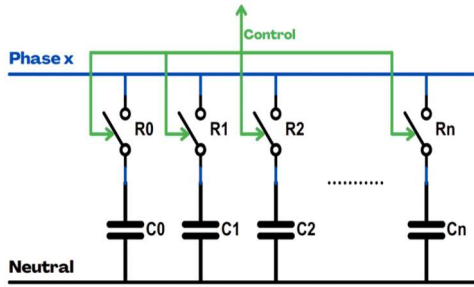 Control
Phase x
R0 R1 R2 Rn
C0 C1 C2 Cn
Neutral